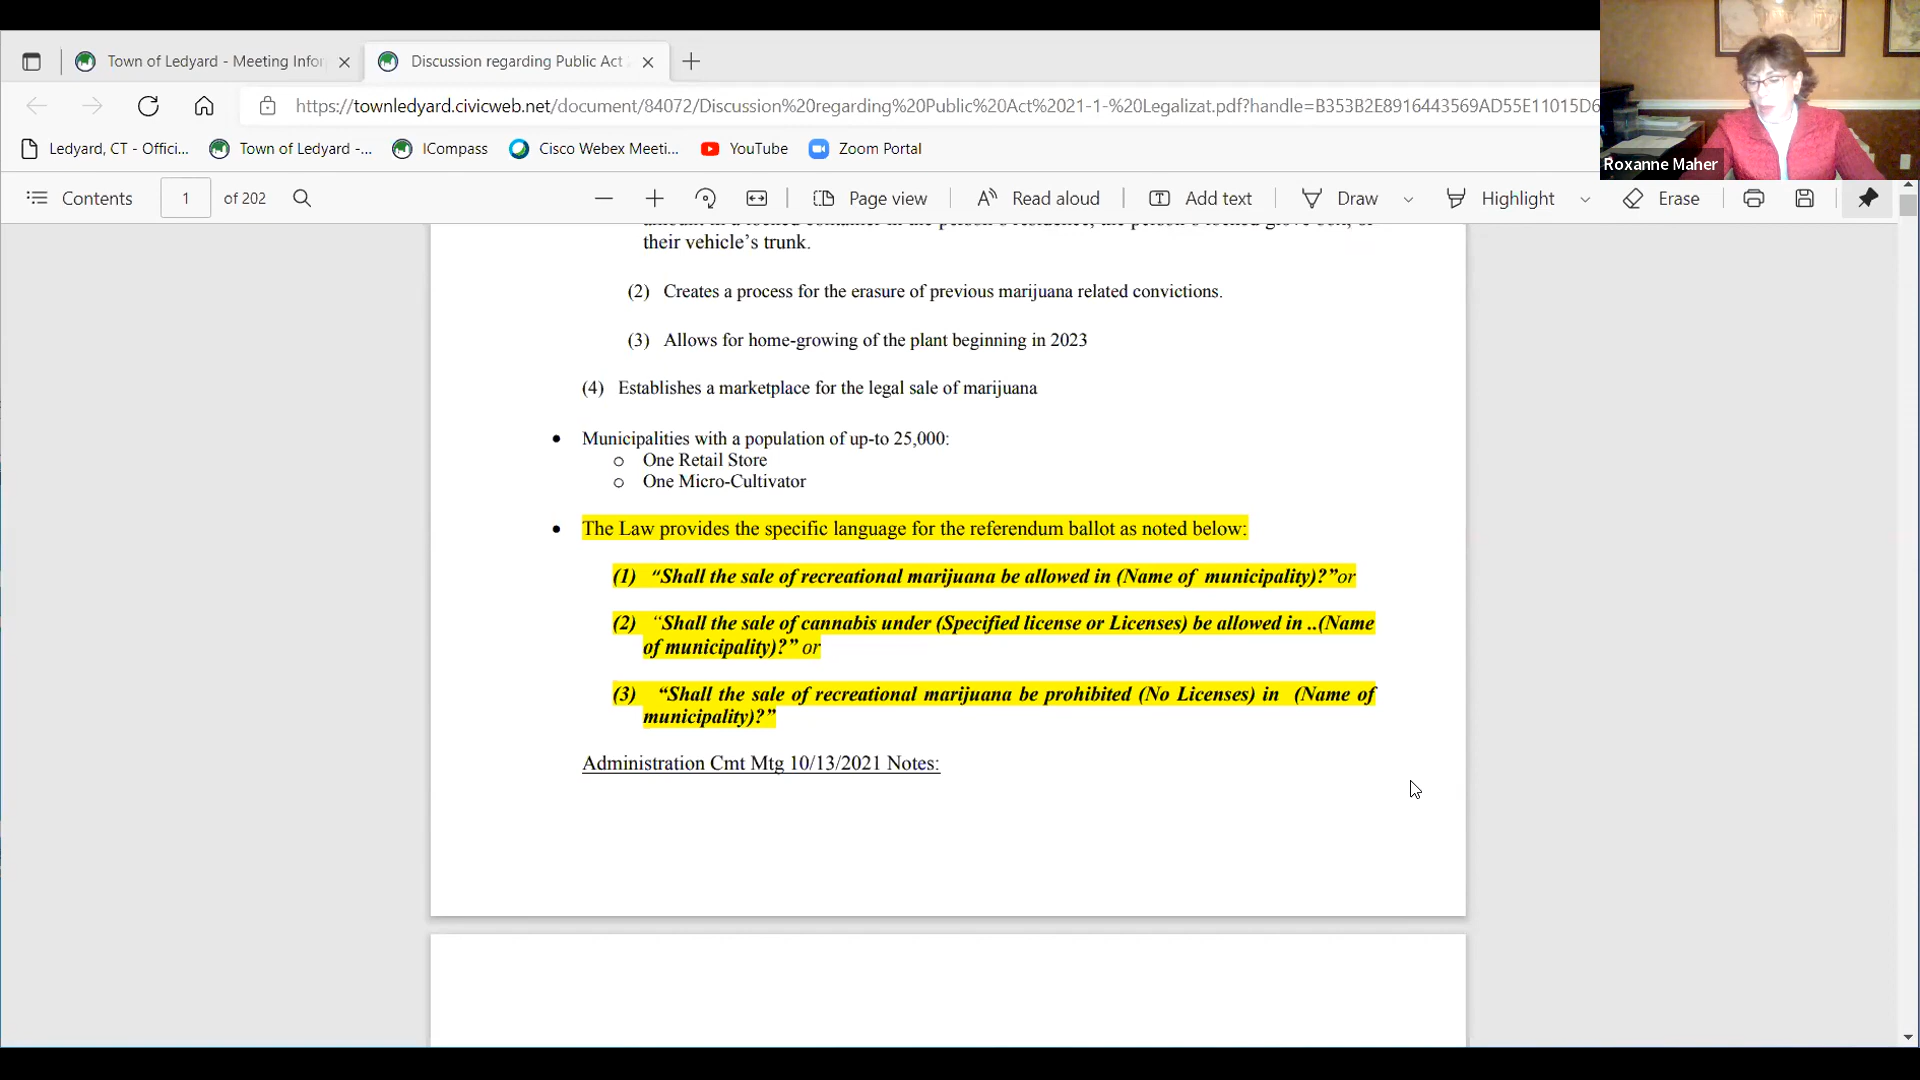 Town of Ledyard - Meeting Infor
Discussion regarding Public Act 2
https://townledyard.civicweb.net/document/84072/Discussion%20regarding%20Public%20Act%2021-1-%20Legalizat.pdf?handle=B353B2E8916443569AD55E11015D6
Ledyard, CT - Offici...
Town of Ledyard -...
ICompass
Cisco Webex Meeti...
YouTube
Zoom Portal
Roxanne Maher
Contents
1
of 202
Page view
Read aloud
Add text
Draw
Highlight
Erase
their vehicle's trunk.
(2) Creates a process for the erasure of previous marijuana related convictions.
(3) Allows for home-growing of the plant beginning in 2023
(4) Establishes a marketplace for the legal sale of marijuana
• Municipalities with a population of up-to 25,000:
o One Retail Store
o One Micro-Cultivator
• The Law provides the specific language for the referendum ballot as noted below:
(1) “Shall the sale of recreational marijuana be allowed in (Name of municipality)?”or
(2) “Shall the sale of cannabis under (Specified license or Licenses) be allowed in ..(Name
of municipality)?” or
(3) “Shall the sale of recreational marijuana be prohibited (No Licenses) in (Name of
municipality)?”
Administration Cmt Mtg 10/13/2021 Notes: